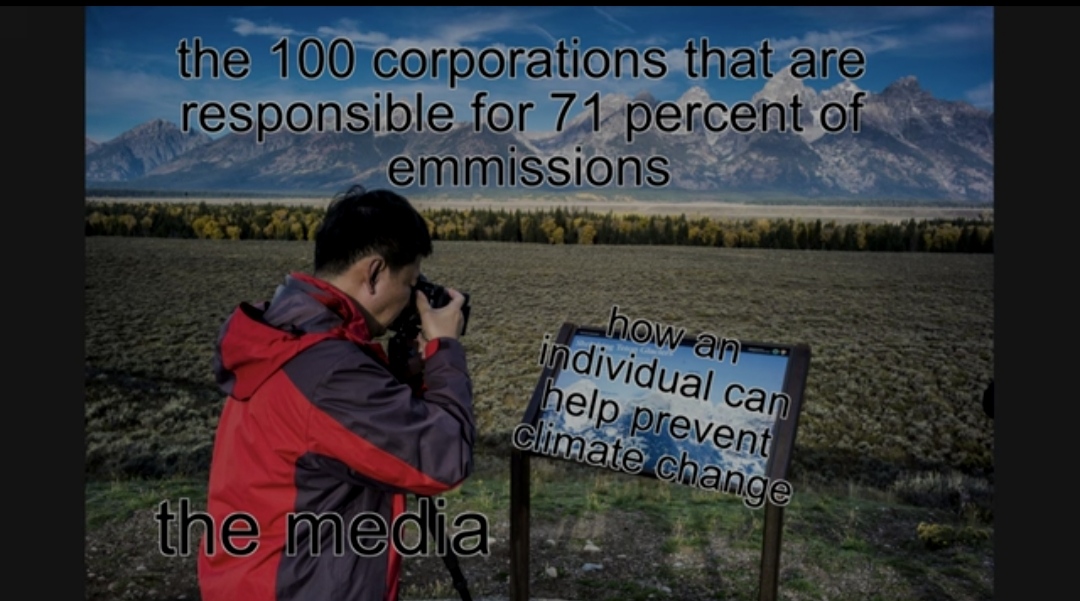 the 100 corporations that are
responsible for 71 percent of
emmissions
how an
individual can
help prevent
climate change
the media